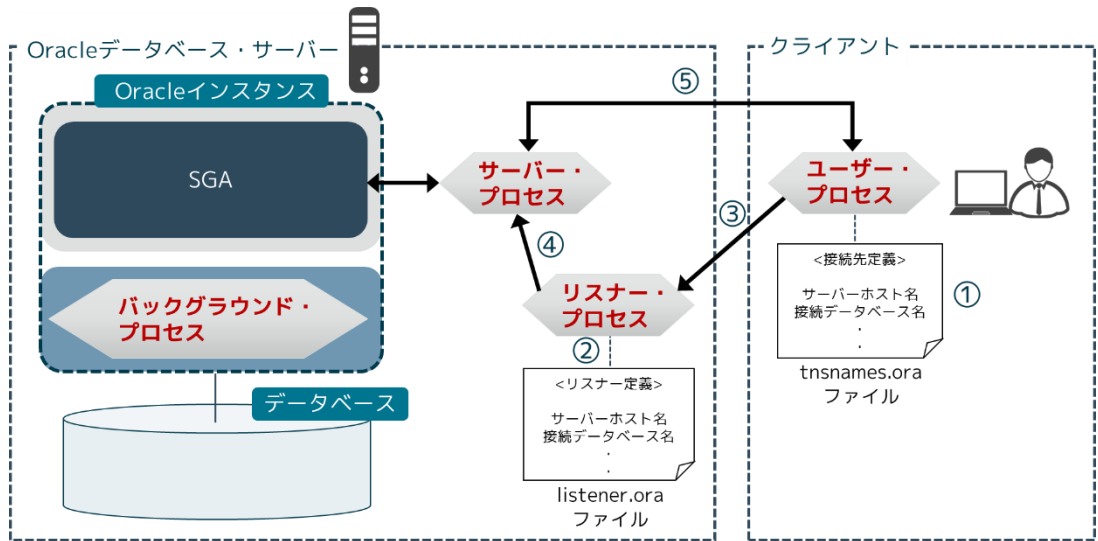 Oracleデータベース・サーバー
Oracleインスタンス
SGA
バックグラウンド・
プロセス
データベース
サーバー・
プロセス
④
リスナー・
プロセス
②
<リスナー定義>
サーバーホスト名
接続データベース名
.
.
listener.ora
ファイル
⑤
③
クライアント
ユーザー・
プロセス
<接続先定義>
サーバーホスト名
接続データベース名
.
.
①
tnsnames.ora
ファイル